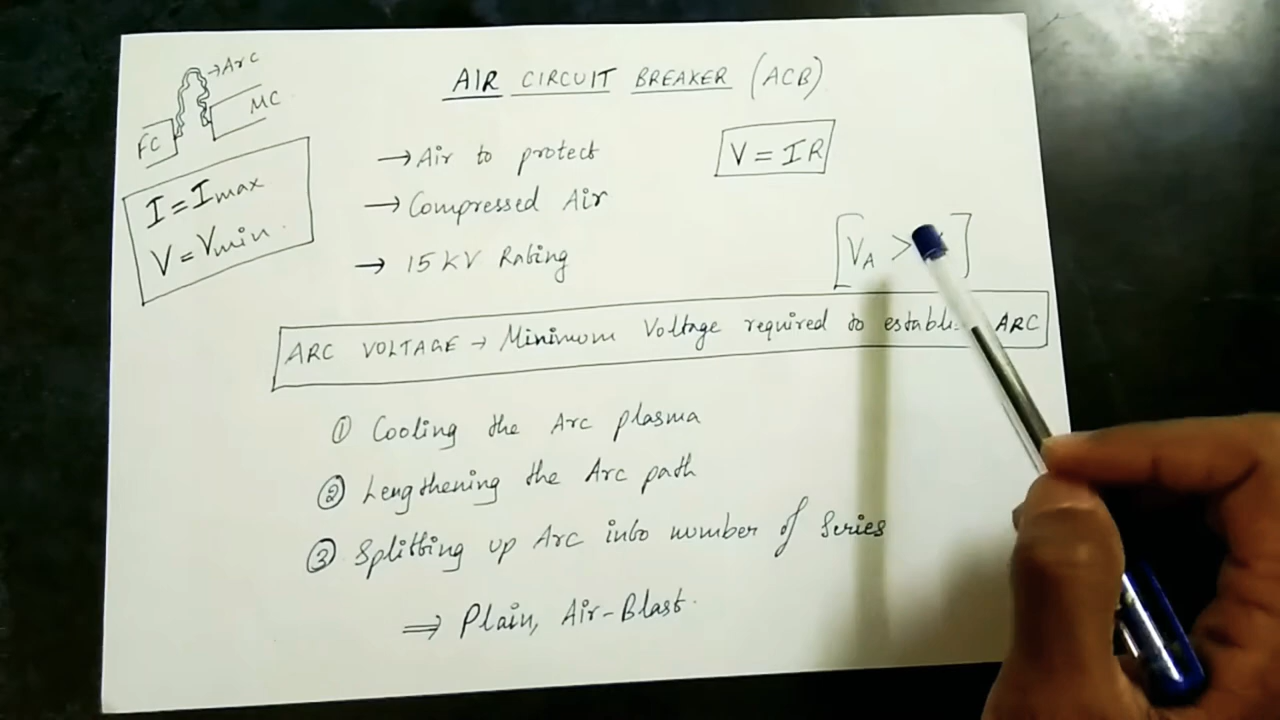 AIR CIRCUIT BREAKER (ACB)
→Arc
MC
FC
I = Imax
V = Vmin.
→ Air to protect
→ Compressed Air
→ 15 kV Rating
V = IR
V_A >
ARC VOLTAGE → Minimum Voltage required to ARC
① Cooling the Arc plasma
② Lengthening the Arc path
③ Splitting up Arc into number of Series
⇒ Plain, Air-Blast.